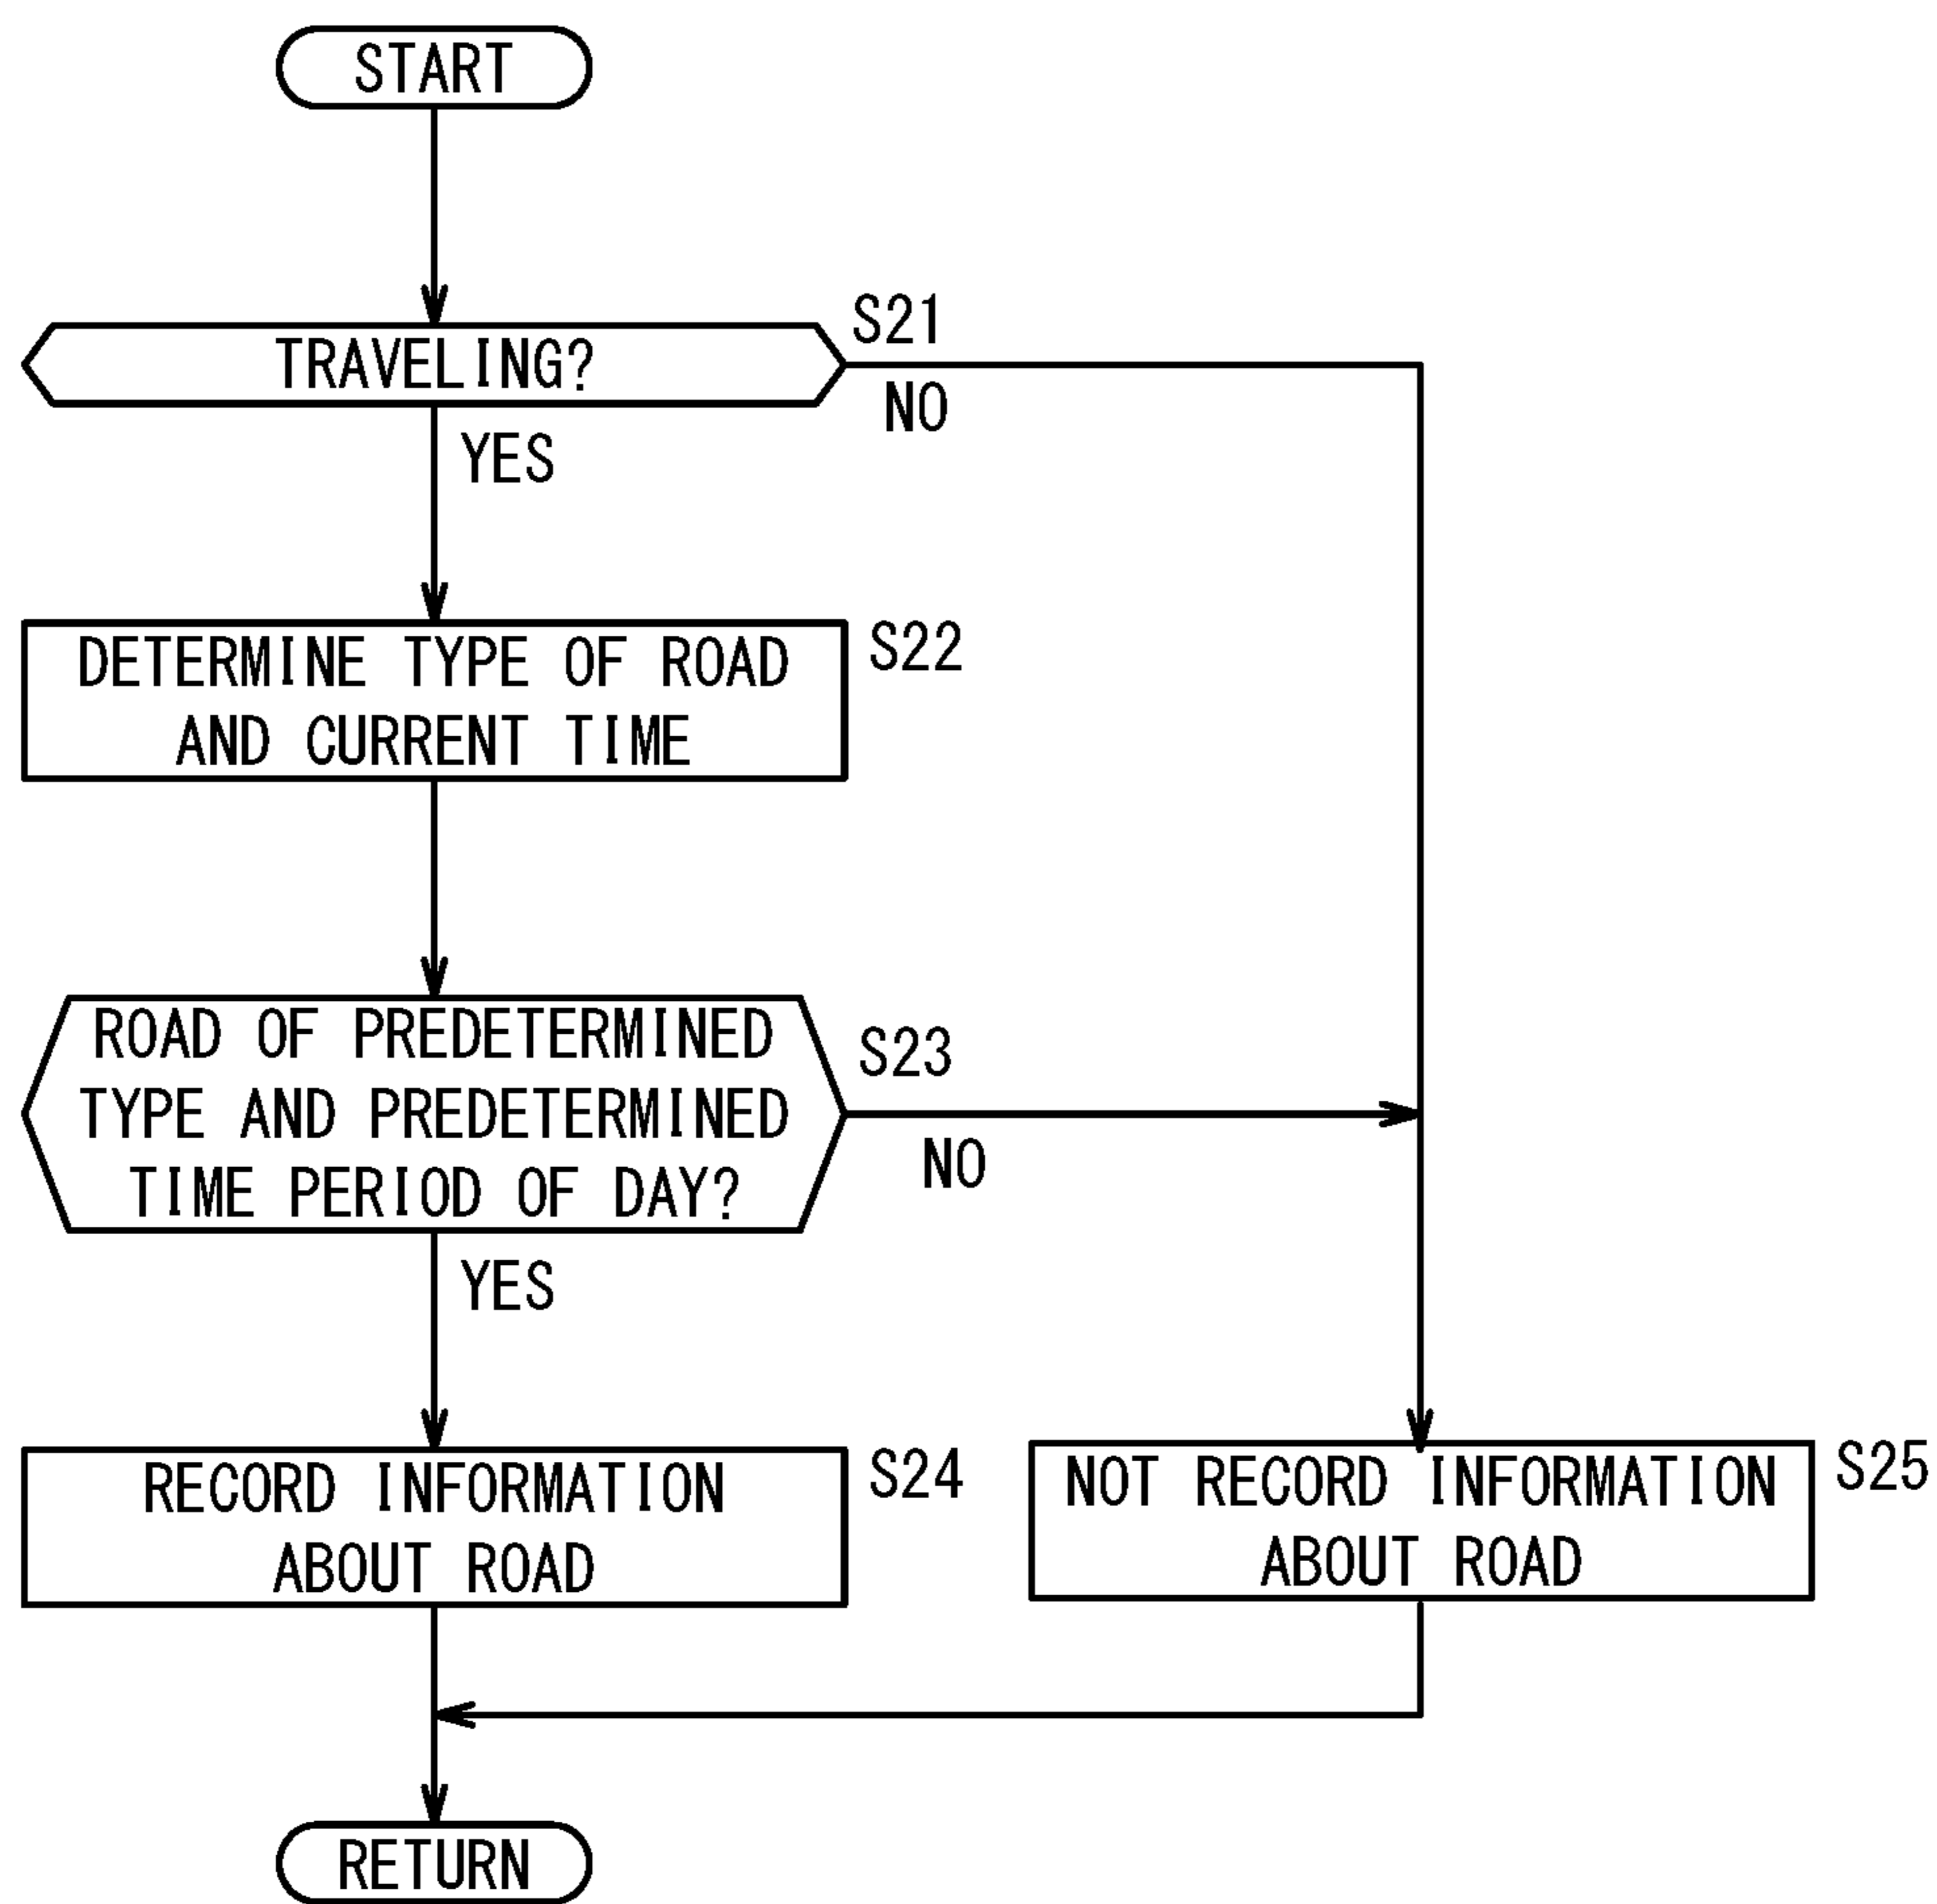 START
TRAVELING?
S21
NO
YES
DETERMINE TYPE OF ROAD
AND CURRENT TIME
S22
ROAD OF PREDETERMINED
TYPE AND PREDETERMINED
TIME PERIOD OF DAY?
S23
NO
YES
RECORD INFORMATION
ABOUT ROAD
S24
NOT RECORD INFORMATION
ABOUT ROAD
S25
RETURN